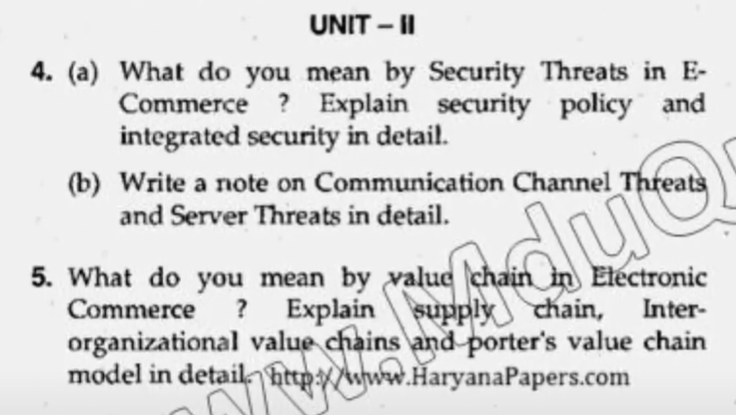 UNIT – II
4. (a) What do you mean by Security Threats in E-
Commerce ? Explain security policy and
integrated security in detail.
(b) Write a note on Communication Channel Threats
and Server Threats in detail.
5. What do you mean by value chain in Electronic
Commerce ? Explain supply chain, Inter-
organizational value chains and porter's value chain
model in detail. http://www.HaryanaPapers.com
www.MduQ